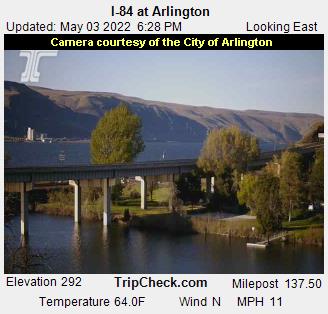 I-84 at Arlington
Updated: May 03 2022 6:28 PM Looking East
Camera courtesy of the City of Arlington
Elevation 292 TripCheck.com Milepost 137.50
Temperature 64.0F Wind N MPH 11